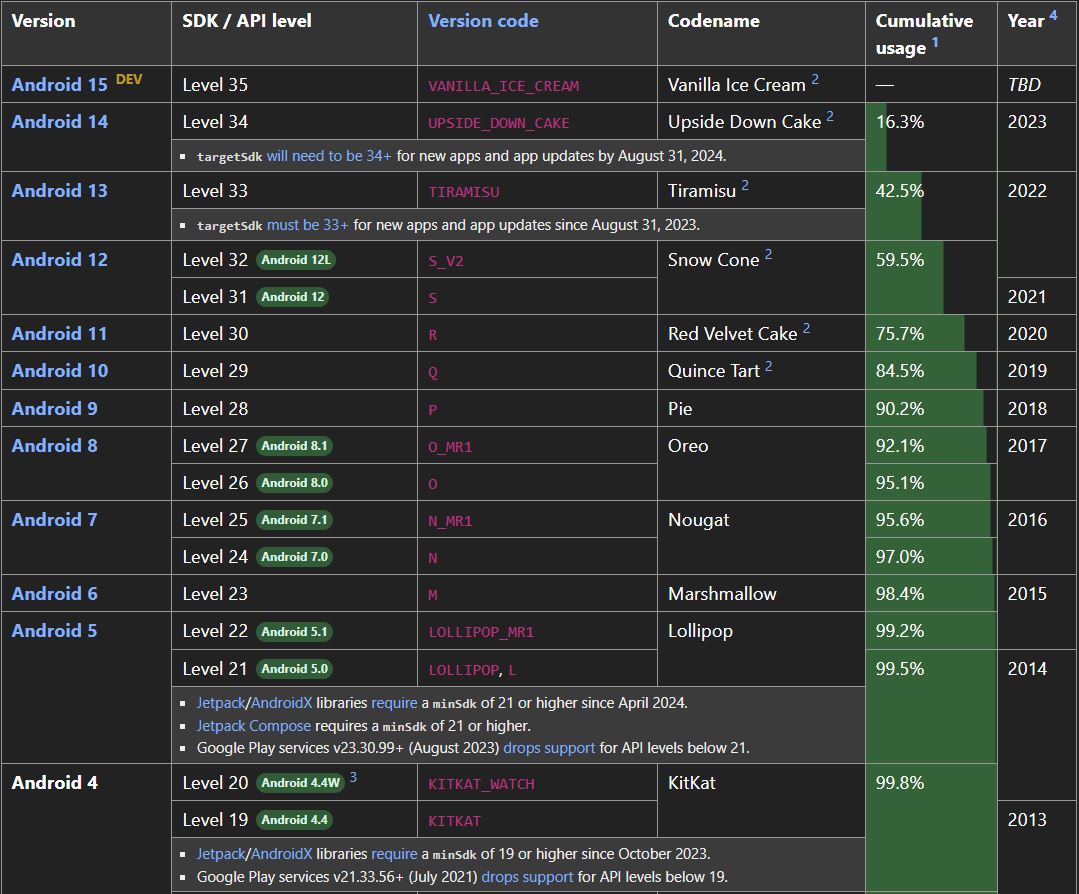 Version SDK / API level Version code Codename Cumulative usage 1 Year 4
Android 15 DEV Level 35 VANILLA_ICE_CREAM Vanilla Ice Cream 2 — TBD
Android 14 Level 34 UPSIDE_DOWN_CAKE Upside Down Cake 2 16.3% 2023
▪ targetSdk will need to be 34+ for new apps and app updates by August 31, 2024.
Android 13 Level 33 TIRAMISU Tiramisu 2 42.5% 2022
▪ targetSdk must be 33+ for new apps and app updates since August 31, 2023.
Android 12 Level 32 Android 12L S_V2 Snow Cone 2 59.5%
Level 31 Android 12 S 2021
Android 11 Level 30 R Red Velvet Cake 2 75.7% 2020
Android 10 Level 29 Q Quince Tart 2 84.5% 2019
Android 9 Level 28 P Pie 90.2% 2018
Android 8 Level 27 Android 8.1 O_MR1 Oreo 92.1% 2017
Level 26 Android 8.0 O 95.1%
Android 7 Level 25 Android 7.1 N_MR1 Nougat 95.6% 2016
Level 24 Android 7.0 N 97.0%
Android 6 Level 23 M Marshmallow 98.4% 2015
Android 5 Level 22 Android 5.1 LOLLIPOP_MR1 Lollipop 99.2%
Level 21 Android 5.0 LOLLIPOP, L 99.5% 2014
▪ Jetpack/AndroidX libraries require a minSdk of 21 or higher since April 2024.
▪ Jetpack Compose requires a minSdk of 21 or higher.
▪ Google Play services v23.30.99+ (August 2023) drops support for API levels below 21.
Android 4 Level 20 Android 4.4W 3 KITKAT_WATCH KitKat 99.8%
Level 19 Android 4.4 KITKAT 2013
▪ Jetpack/AndroidX libraries require a minSdk of 19 or higher since October 2023.
▪ Google Play services v21.33.56+ (July 2021) drops support for API levels below 19.